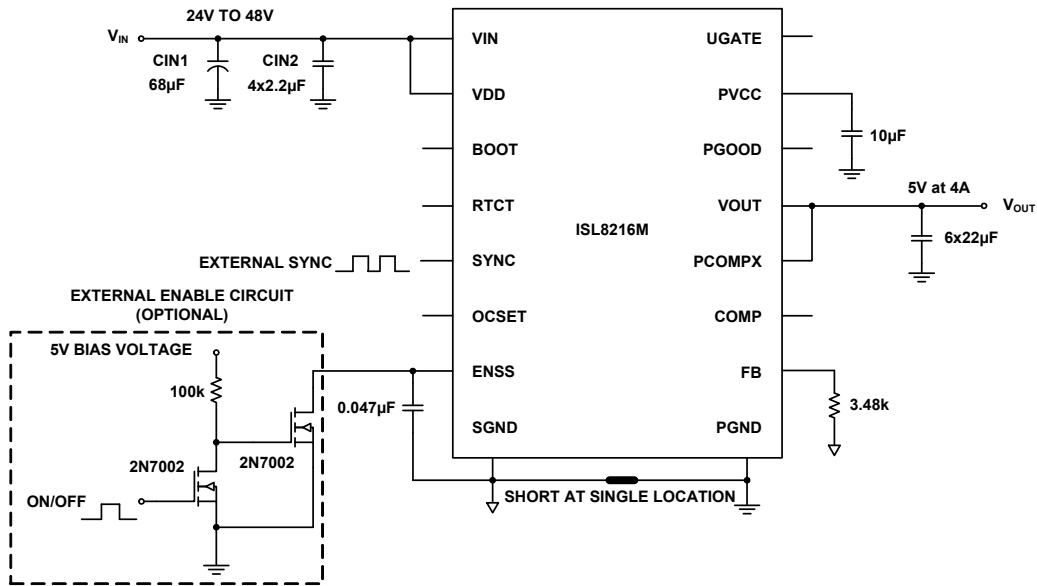 24V TO 48V
VIN
CIN1
68µF
CIN2
4x2.2µF
VIN
VDD
BOOT
RTCT
SYNC
OCSET
ENSS
SGND
UGATE
PVCC
PGOOD
VOUT
PCOMPX
COMP
FB
PGND
ISL8216M
10µF
5V at 4A
VOUT
6x22µF
EXTERNAL SYNC
EXTERNAL ENABLE CIRCUIT
(OPTIONAL)
5V BIAS VOLTAGE
100k
0.047µF
3.48k
2N7002
2N7002
ON/OFF
SHORT AT SINGLE LOCATION